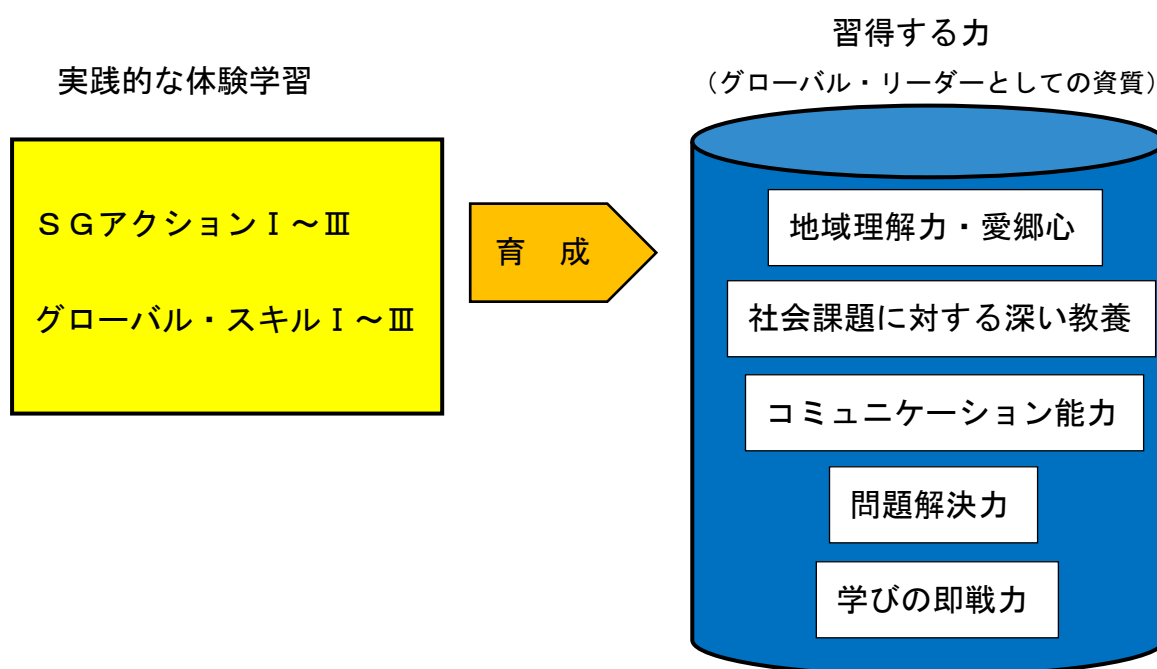 実践的な体験学習
ＳＧアクションⅠ～Ⅲ
グローバル・スキルⅠ～Ⅲ
育　成
習得する力
（グローバル・リーダーとしての資質）
地域理解力・愛郷心
社会課題に対する深い教養
コミュニケーション能力
問題解決力
学びの即戦力